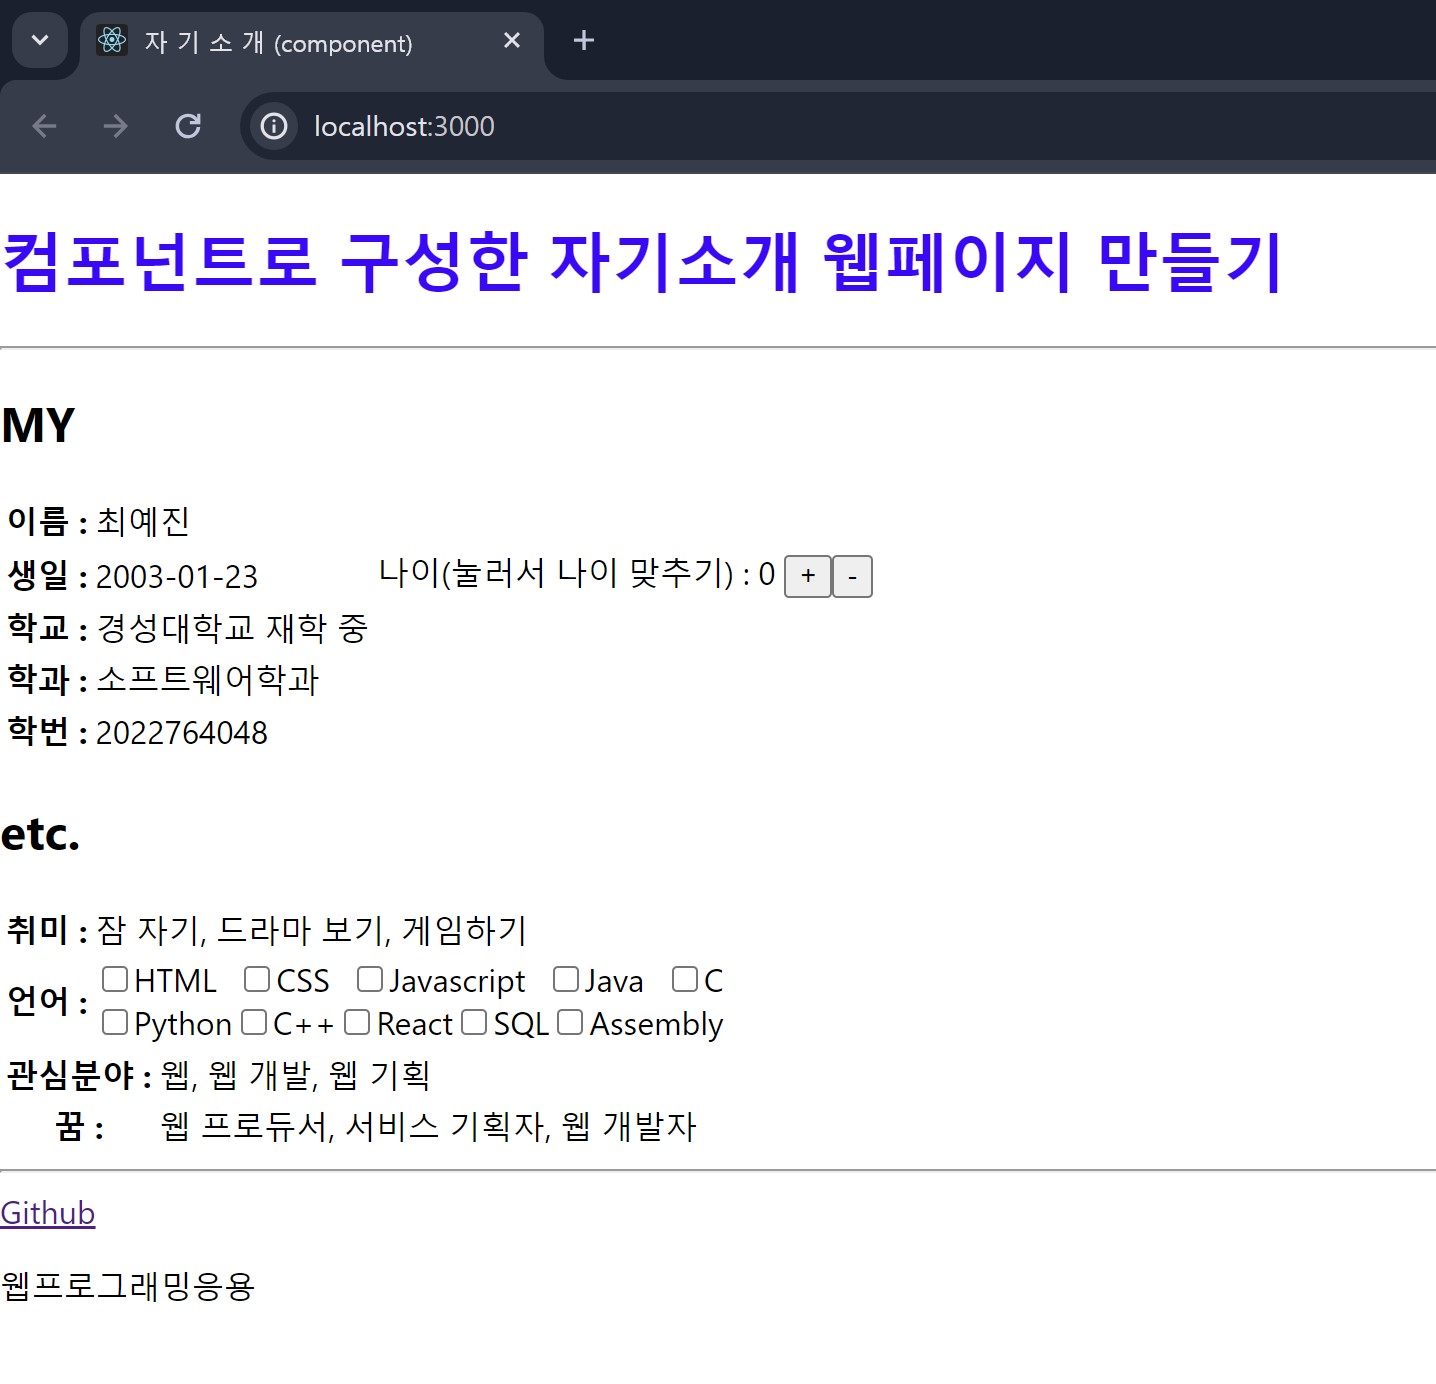 자 기 소 개 (component)
localhost:3000
컴포넌트로 구성한 자기소개 웹페이지 만들기
MY
이름 : 최예진
생일 : 2003-01-23 나이(눌러서 나이 맞추기) : 0 + -
학교 : 경성대학교 재학 중
학과 : 소프트웨어학과
학번 : 2022764048
etc.
취미 : 잠 자기, 드라마 보기, 게임하기
언어 : HTML CSS Javascript Java C
Python C++ React SQL Assembly
관심분야 : 웹, 웹 개발, 웹 기획
꿈 : 웹 프로듀서, 서비스 기획자, 웹 개발자
Github
웹프로그래밍응용